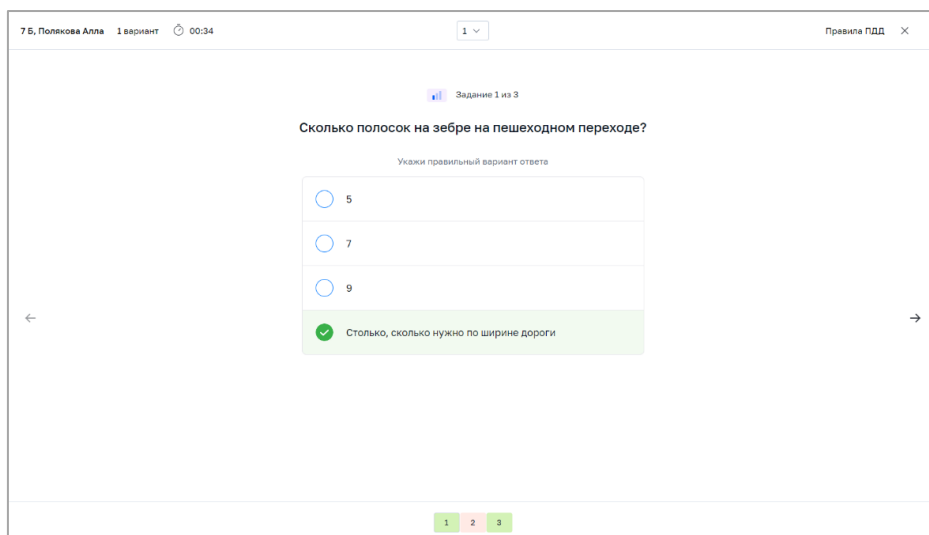 7 Б, Полякова Алла 1 вариант 00:34 1 Правила ПДД
Задание 1 из 3
Сколько полосок на зебре на пешеходном переходе?
Укажи правильный вариант ответа
5
7
9
Столько, сколько нужно по ширине дороги
1 2 3